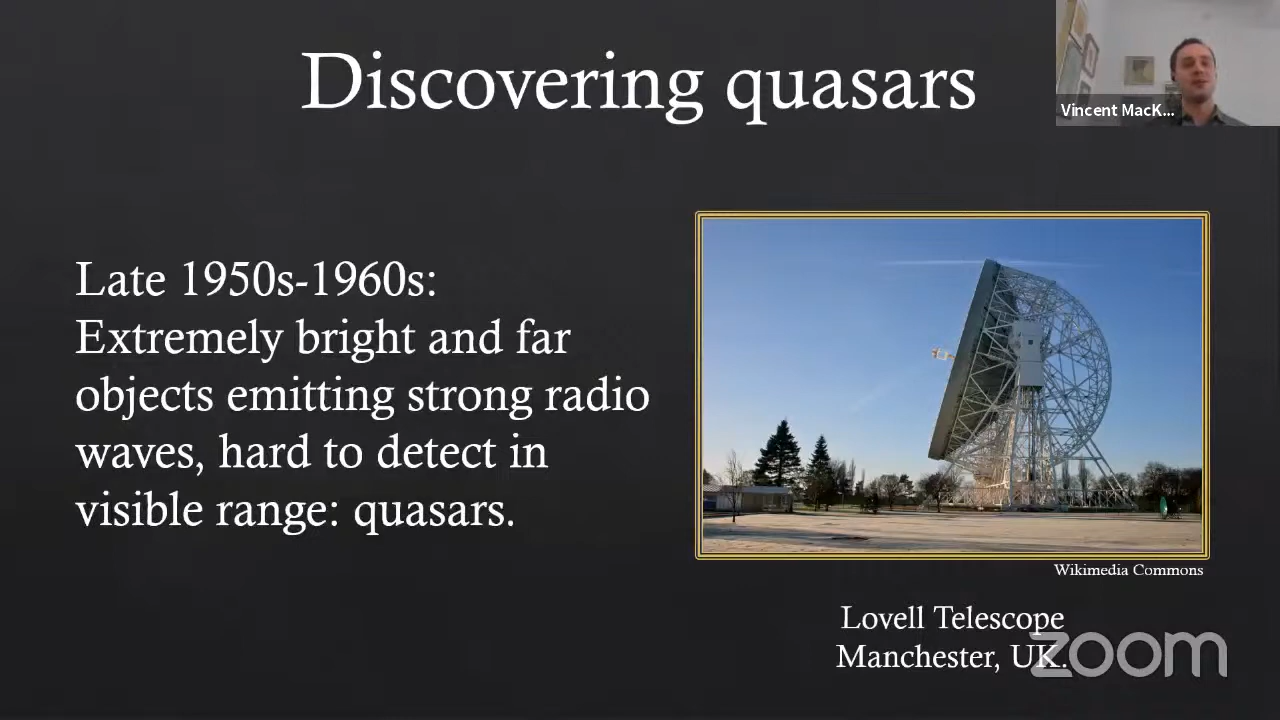 Discovering quasars
Vincent MacK...
Late 1950s-1960s:
Extremely bright and far
objects emitting strong radio
waves, hard to detect in
visible range: quasars.
Wikimedia Commons
Lovell Telescope
Manchester, UK.
zoom